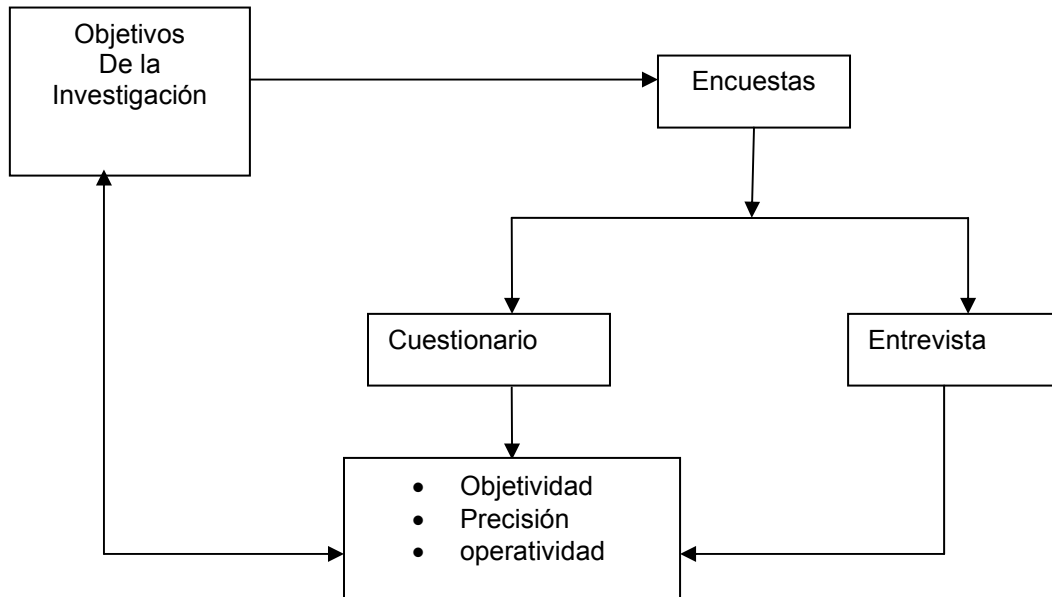 Objetivos
De la
Investigación
Encuestas
Cuestionario
Entrevista
• Objetividad
• Precisión
• operatividad